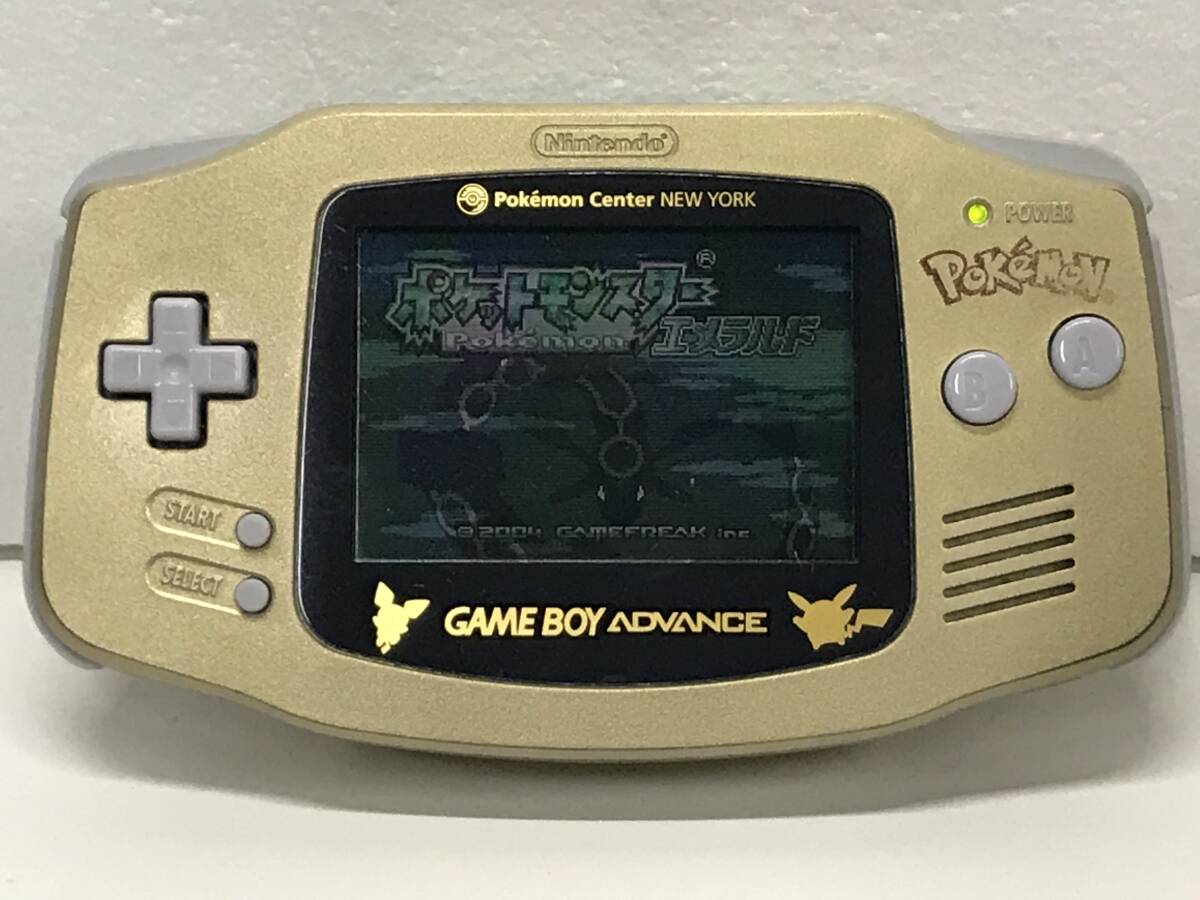 Nintendo®
Pokémon Center NEW YORK
POWER
POKéMON
ポケットモンスター®
Pokémon エメラルド
B
A
START
©2004 GAMEFREAK inc.
SELECT
GAME BOY ADVANCE